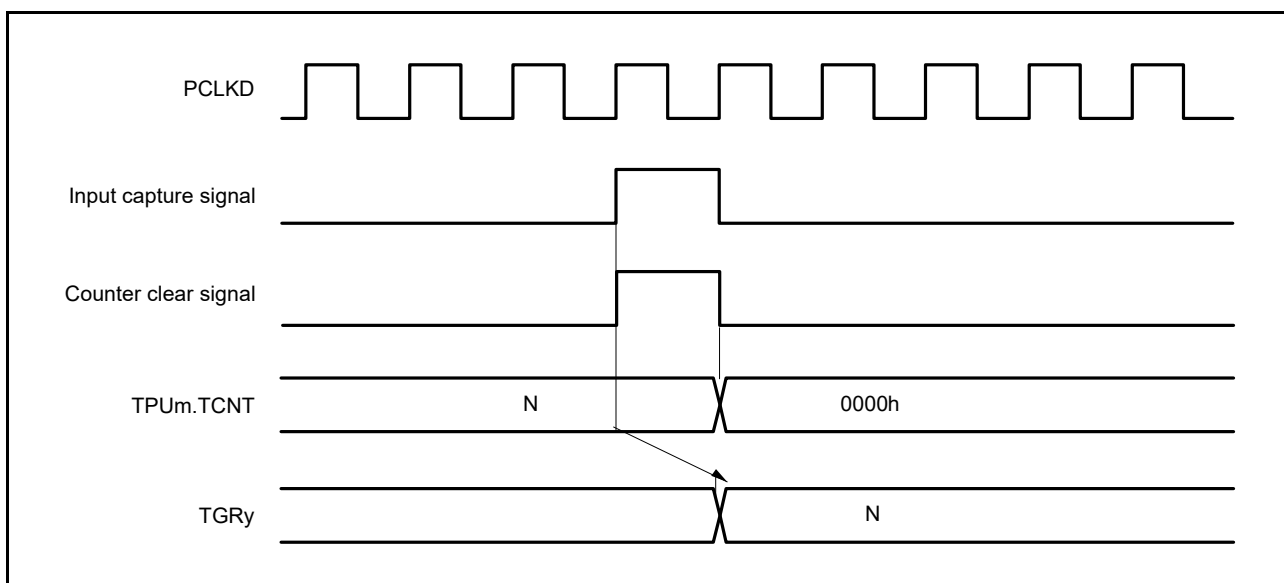 PCLKD
Input capture signal
Counter clear signal
TPUm.TCNT
N
0000h
TGRy
N